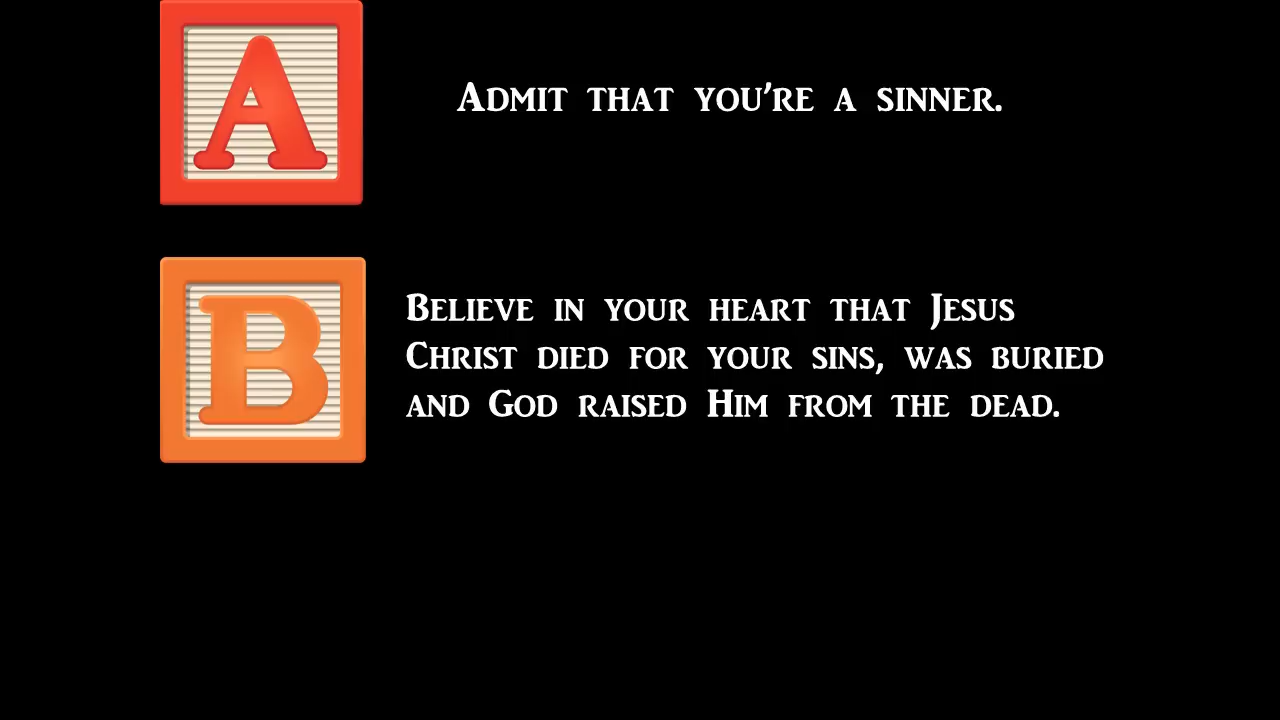 A
Admit that you're a sinner.
B
Believe in your heart that Jesus
Christ died for your sins, was buried
and God raised Him from the dead.